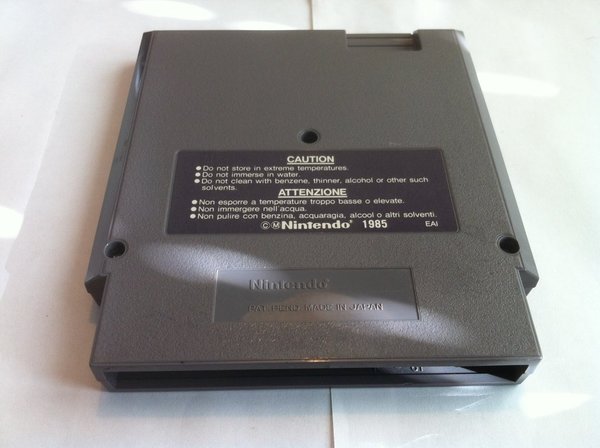 CAUTION
● Do not store in extreme temperatures.
● Do not immerse in water.
● Do not clean with benzene, thinner, alcohol or other such
solvents.
ATTENZIONE
● Non esporre a temperature troppo basse o elevate.
● Non immergere nell'acqua.
● Non pulire con benzina, acquaragia, alcool o altri solventi.
©Ⓜ Nintendo® 1985 EAI
Nintendo®
PAT. PEND. MADE IN JAPAN